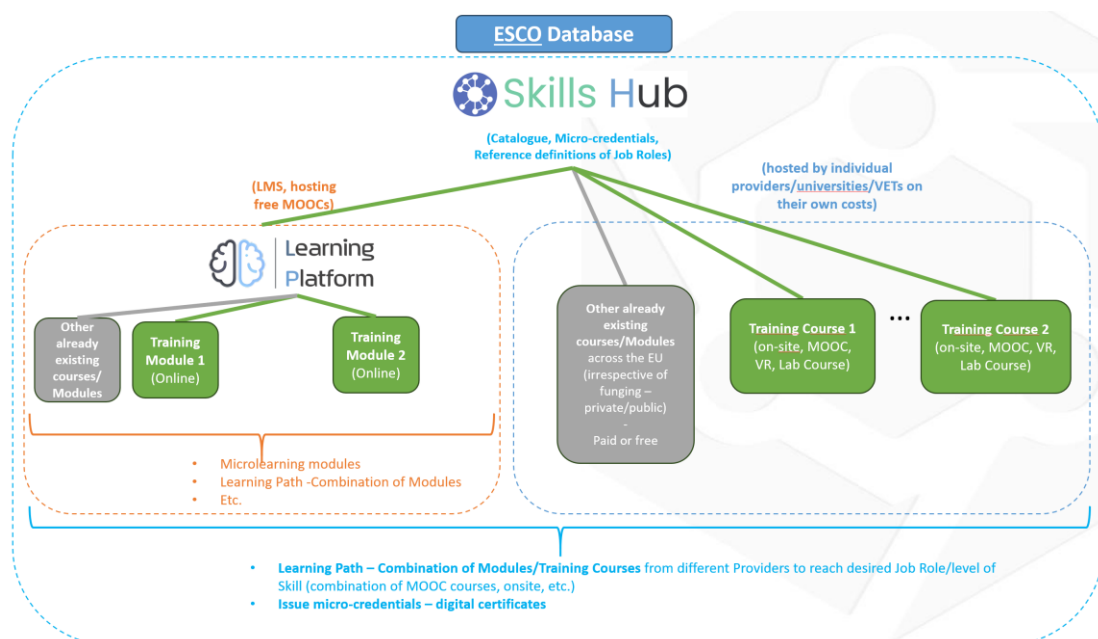 ESCO Database
Skills Hub
(Catalogue, Micro-credentials,
Reference definitions of Job Roles)
(LMS, hosting
free MOOCs)
(hosted by individual
providers/universities/VETs on
their own costs)
Learning
Platform
Other
already
existing
courses/
Modules
Training
Module 1
(Online)
Training
Module 2
(Online)
Other already
existing
courses/Modules
across the EU
(irrespective of
funging –
private/public)
-
Paid or free
Training Course 1
(on-site, MOOC,
VR, Lab Course)
...
Training Course 2
(on-site, MOOC, VR,
Lab Course)
• Microlearning modules
• Learning Path -Combination of Modules
• Etc.
• Learning Path – Combination of Modules/Training Courses from different Providers to reach desired Job Role/level of
Skill (combination of MOOC courses, onsite, etc.)
• Issue micro-credentials – digital certificates